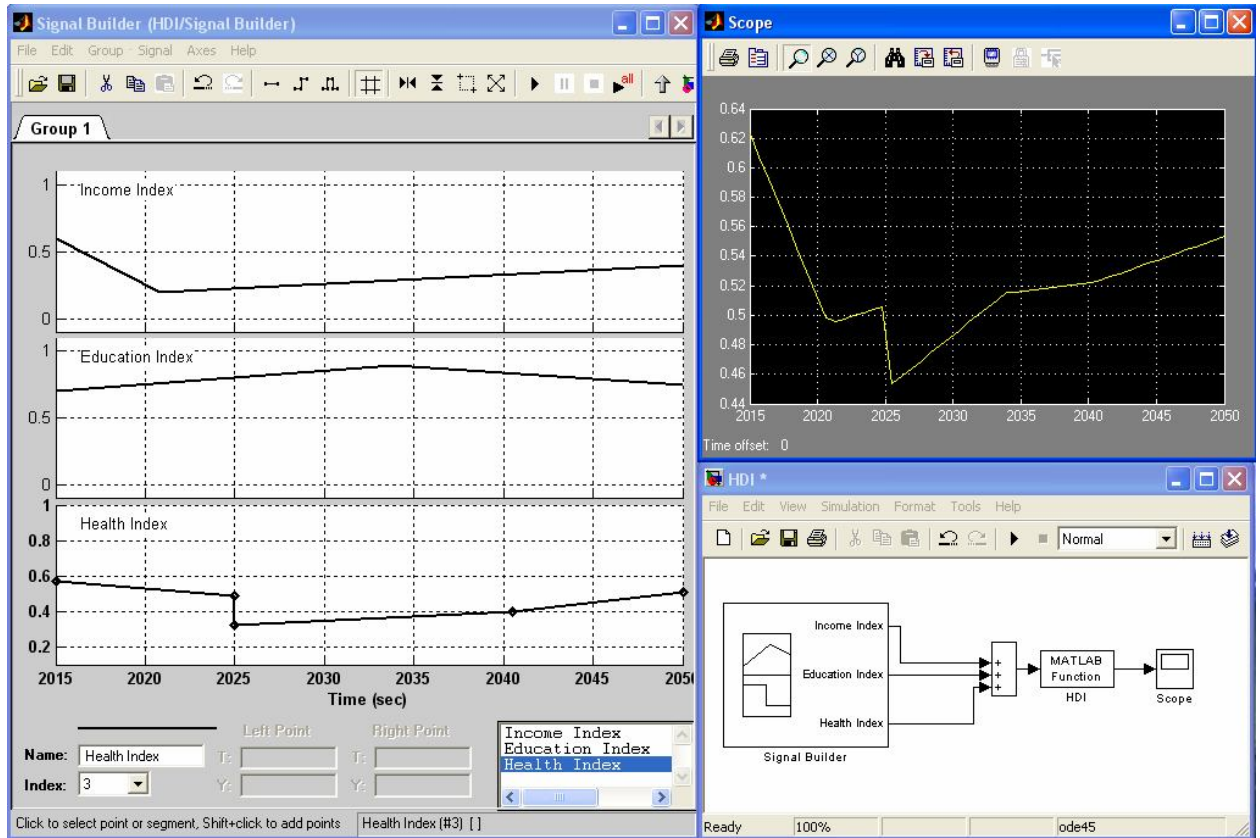 Signal Builder (HDI/Signal Builder)
File Edit Group Signal Axes Help
all
Group 1
Income Index
1
0.5
0
Education Index
1
0.5
0
Health Index
1
0.8
0.6
0.4
0.2
2015 2020 2025 2030 2035 2040 2045 2050
Time (sec)
Left Point Right Point
Name: Health Index T: T:
Index: 3 Y: Y:
Income Index
Education Index
Health Index
Click to select point or segment, Shift+click to add points Health Index (#3) [ ]
Scope
0.64
0.62
0.6
0.58
0.56
0.54
0.52
0.5
0.48
0.46
0.44
2015 2020 2025 2030 2035 2040 2045 2050
Time offset: 0
HDI *
File Edit View Simulation Format Tools Help
Normal
Income Index
Education Index
Health Index
Signal Builder
+
+
+
MATLAB
Function
HDI
Scope
Ready 100% ode45